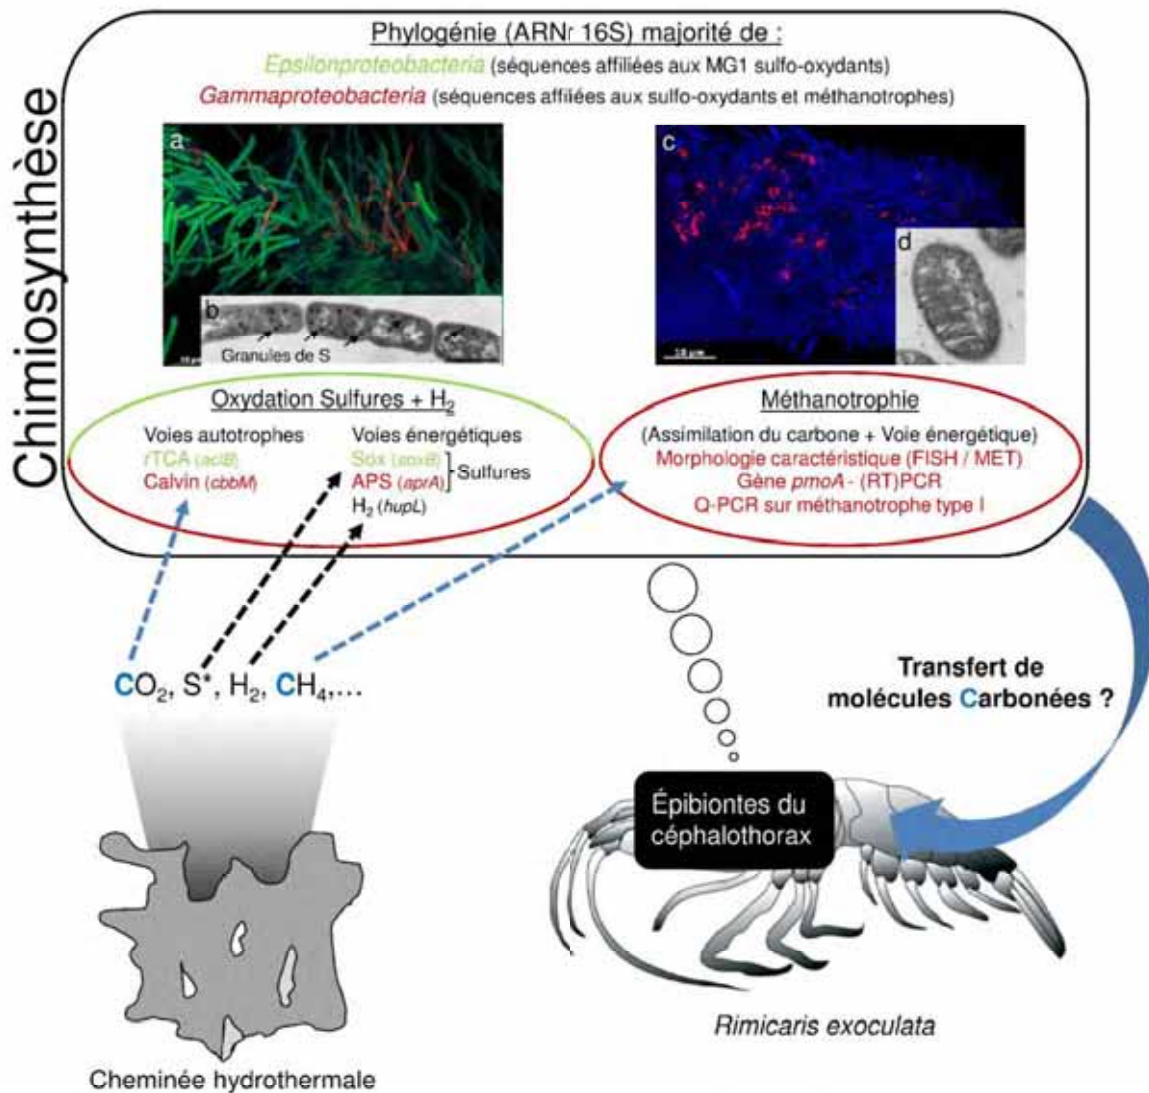 Chimiosynthèse
Phylogénie (ARNr 16S) majorité de :
Epsilonproteobacteria (séquences affiliées aux MG1 sulfo-oxydants)
Gammaproteobacteria (séquences affiliées aux sulfo-oxydants et méthanotrophes)
a
b
Granules de S
c
d
10 µm
Oxydation Sulfures + H₂
Voies autotrophes
rTCA (aclB)
Calvin (cbbM)
Voies énergétiques
Sox (soxB)
APS (aprA)
Sulfures
H₂ (hupL)
Méthanotrophie
(Assimilation du carbone + Voie énergétique)
Morphologie caractéristique (FISH / MET)
Gène pmoA - (RT)PCR
Q-PCR sur méthanotrophe type I
CO₂, S*, H₂, CH₄,…
Transfert de
molécules Carbonées ?
Épibiontes du
céphalothorax
Rimicaris exoculata
Cheminée hydrothermale